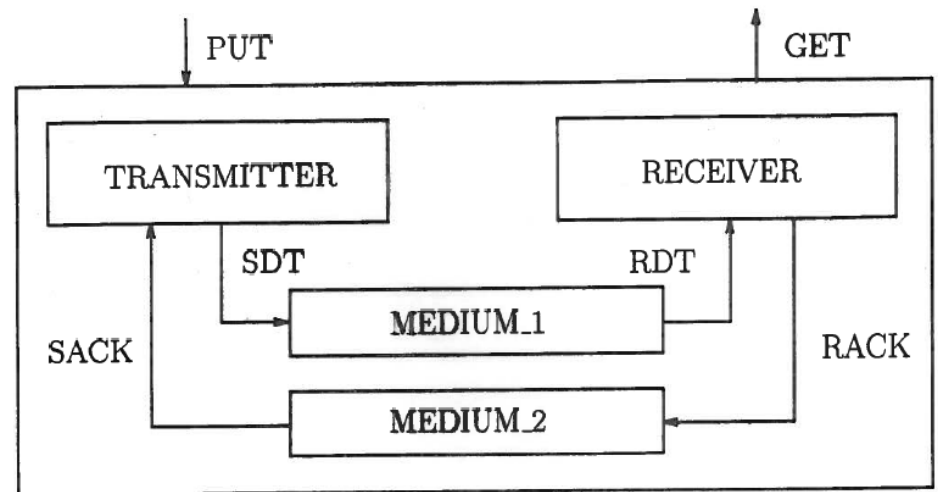 PUT
GET
TRANSMITTER
RECEIVER
SDT
RDT
MEDIUM_1
SACK
RACK
MEDIUM_2